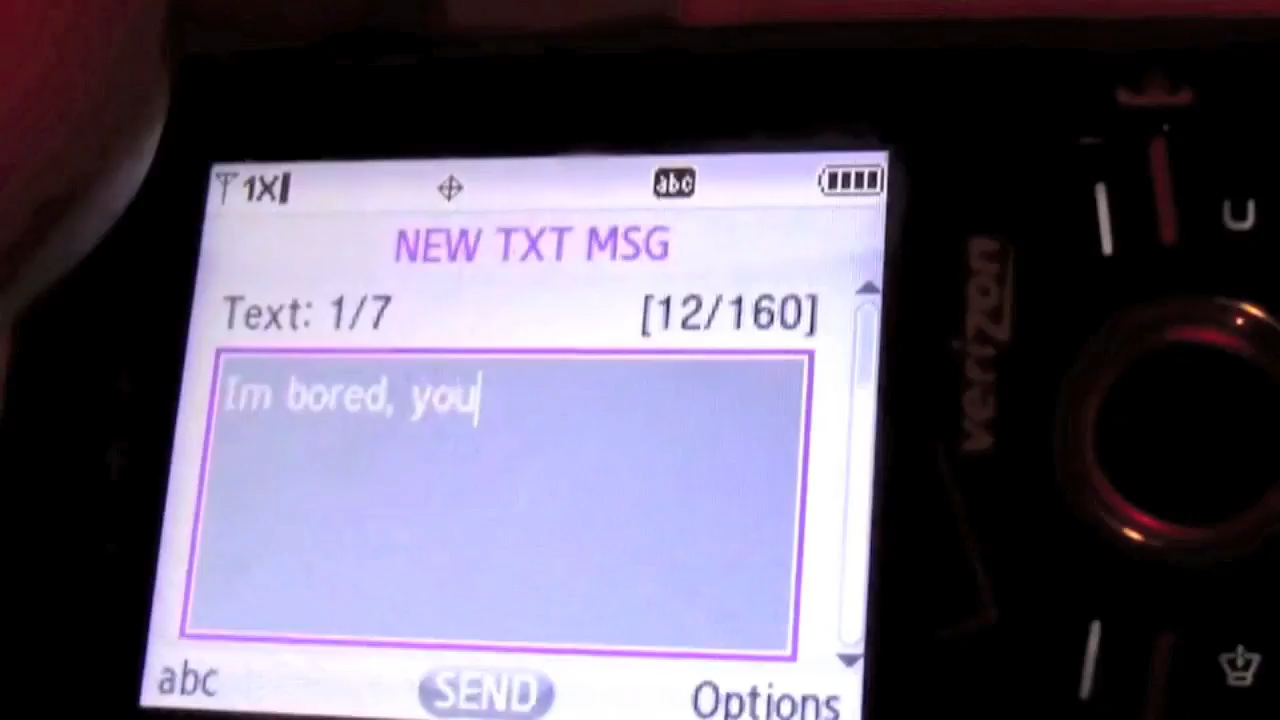 1X
abc
NEW TXT MSG
Text: 1/7 [12/160]
Im bored, you
abc SEND Options
verizon
U